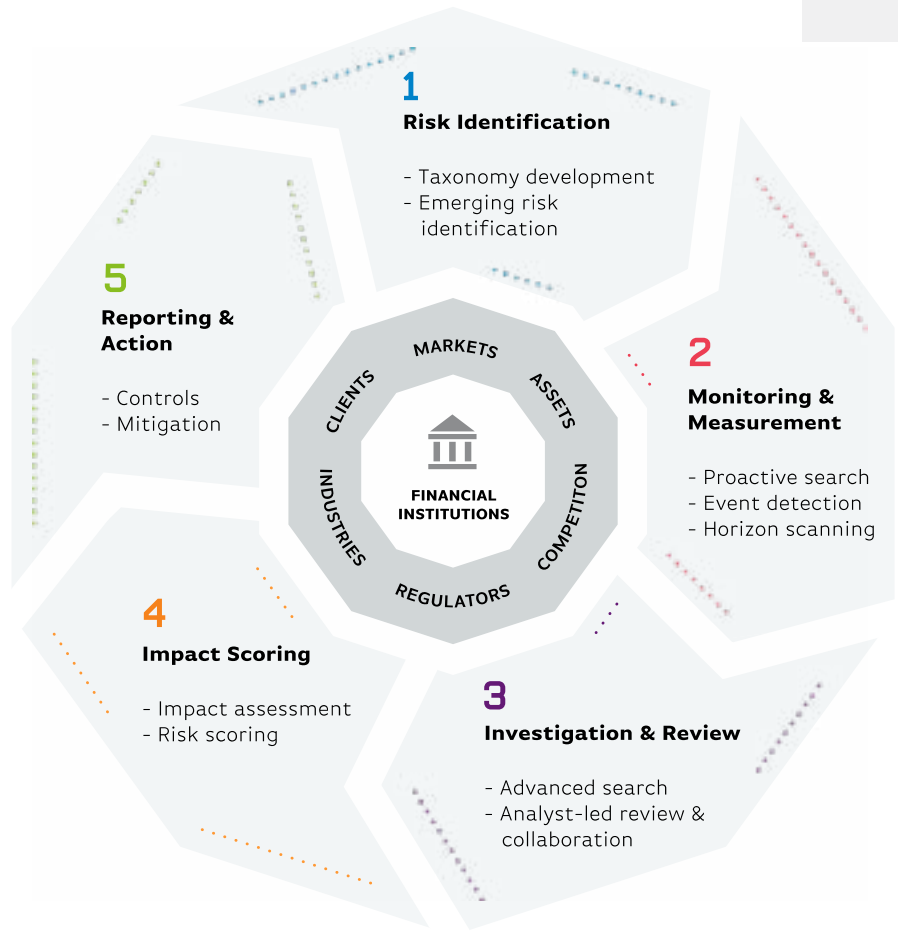 1
Risk Identification
- Taxonomy development
- Emerging risk
identification
2
Monitoring &
Measurement
- Proactive search
- Event detection
- Horizon scanning
3
Investigation & Review
- Advanced search
- Analyst-led review &
collaboration
4
Impact Scoring
- Impact assessment
- Risk scoring
5
Reporting &
Action
- Controls
- Mitigation
MARKETS
ASSETS
COMPETITON
REGULATORS
INDUSTRIES
CLIENTS
FINANCIAL
INSTITUTIONS